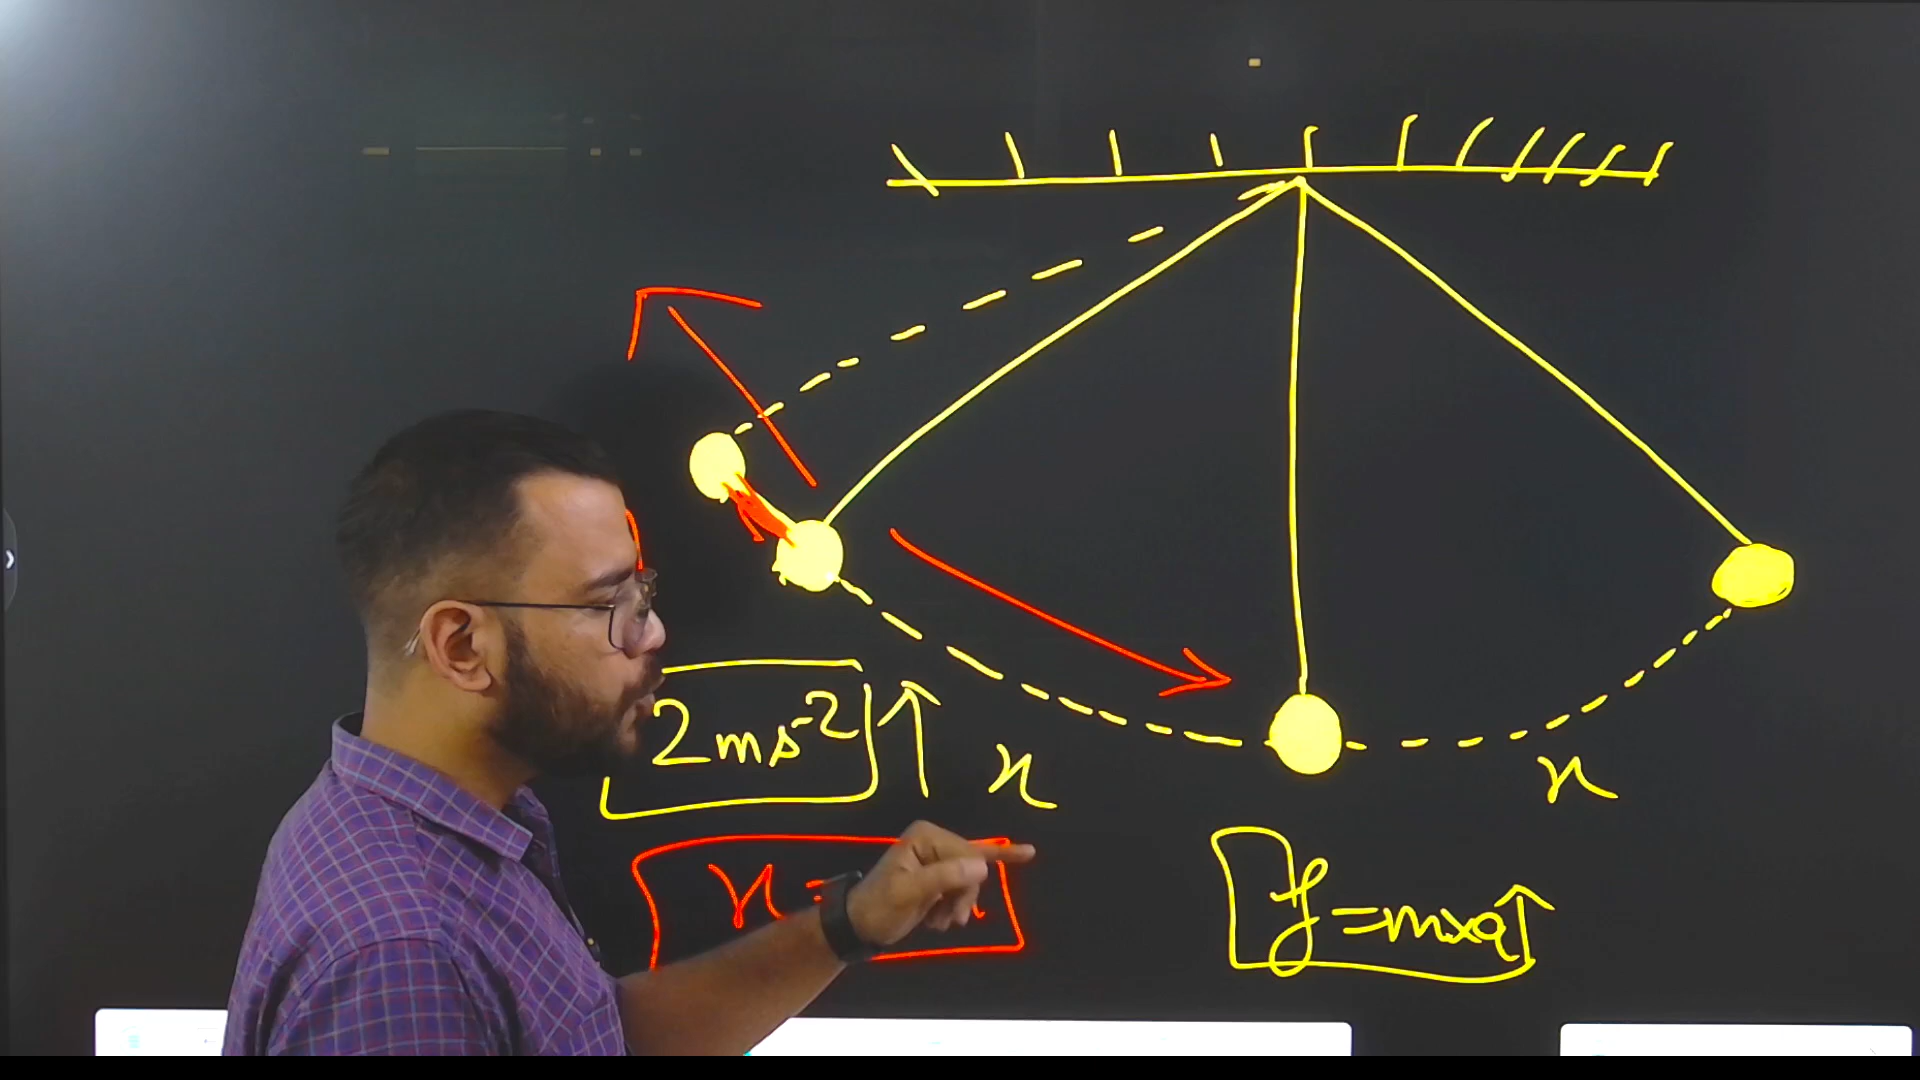 2ms⁻² ↑ x
x
x =
f = m×a↑